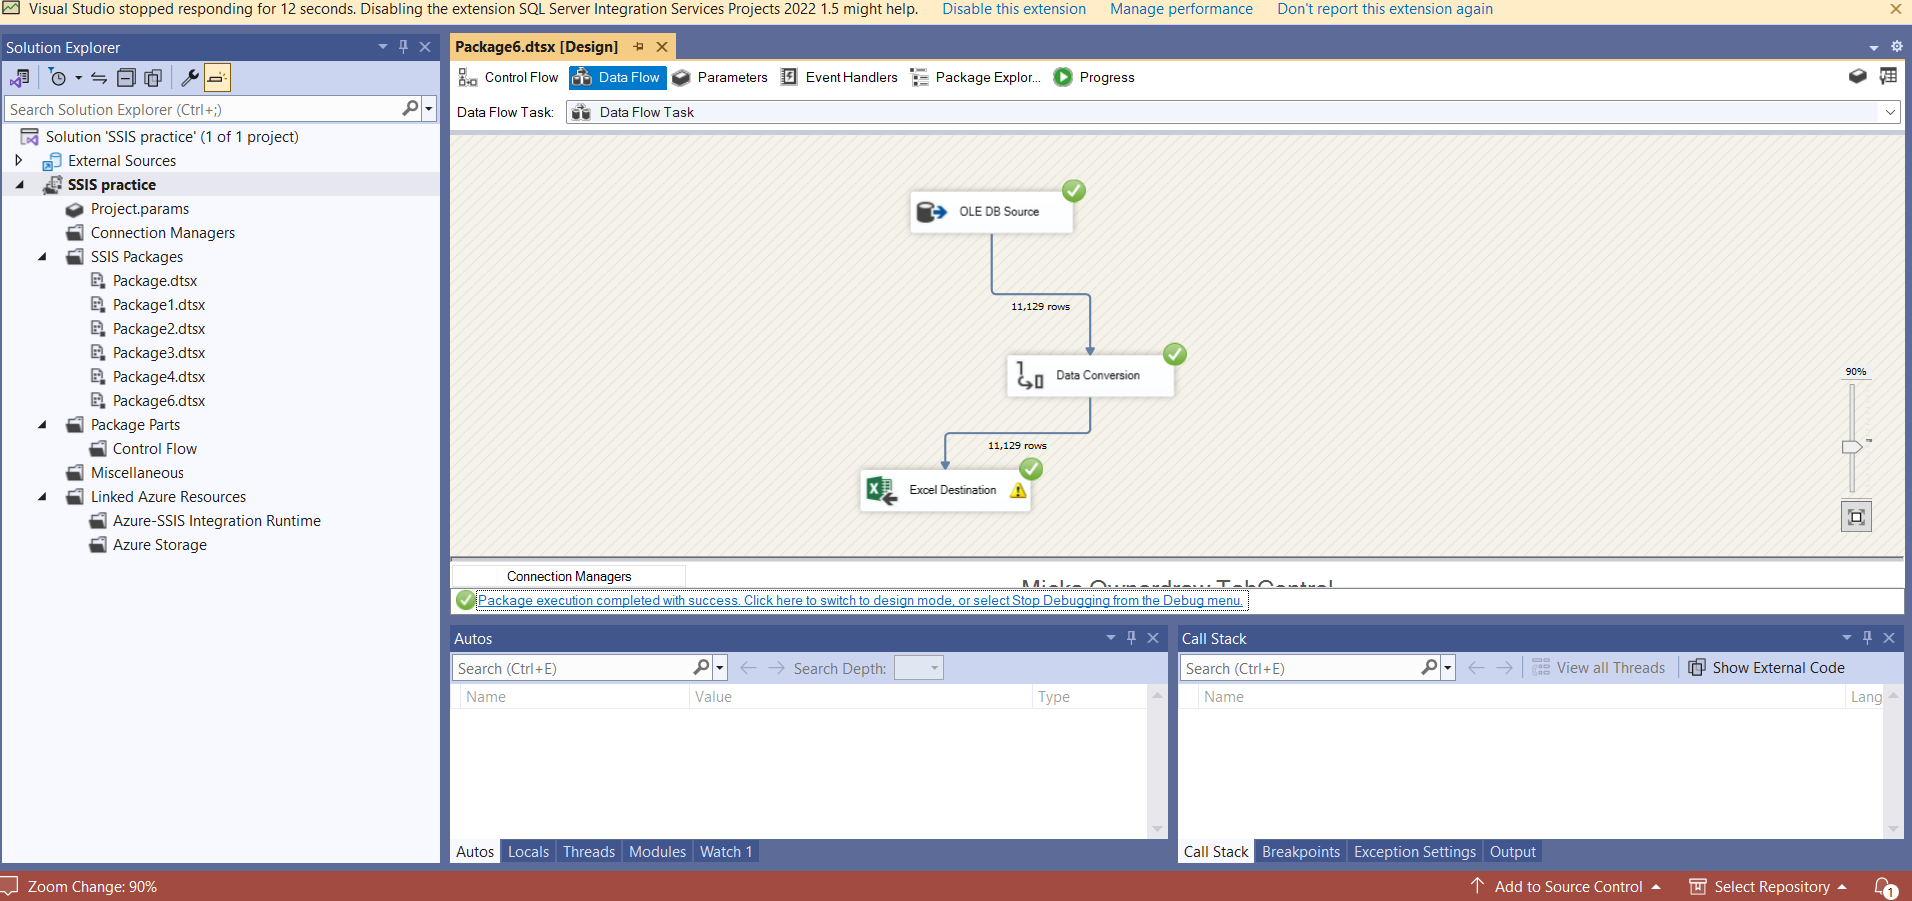 Visual Studio stopped responding for 12 seconds. Disabling the extension SQL Server Integration Services Projects 2022 1.5 might help. Disable this extension Manage performance Don't report this extension again
Solution Explorer
Search Solution Explorer (Ctrl+;)
Solution 'SSIS practice' (1 of 1 project)
External Sources
SSIS practice
Project.params
Connection Managers
SSIS Packages
Package.dtsx
Package1.dtsx
Package2.dtsx
Package3.dtsx
Package4.dtsx
Package6.dtsx
Package Parts
Control Flow
Miscellaneous
Linked Azure Resources
Azure-SSIS Integration Runtime
Azure Storage
Package6.dtsx [Design]
Control Flow Data Flow Parameters Event Handlers Package Explor... Progress
Data Flow Task: Data Flow Task
OLE DB Source
11,129 rows
Data Conversion
11,129 rows
Excel Destination
90%
Connection Managers
Package execution completed with success. Click here to switch to design mode, or select Stop Debugging from the Debug menu.
Autos
Search (Ctrl+E) Search Depth:
Name Value Type
Autos Locals Threads Modules Watch 1
Call Stack
Search (Ctrl+E) View all Threads Show External Code
Name Lang
Call Stack Breakpoints Exception Settings Output
Zoom Change: 90% Add to Source Control Select Repository 1